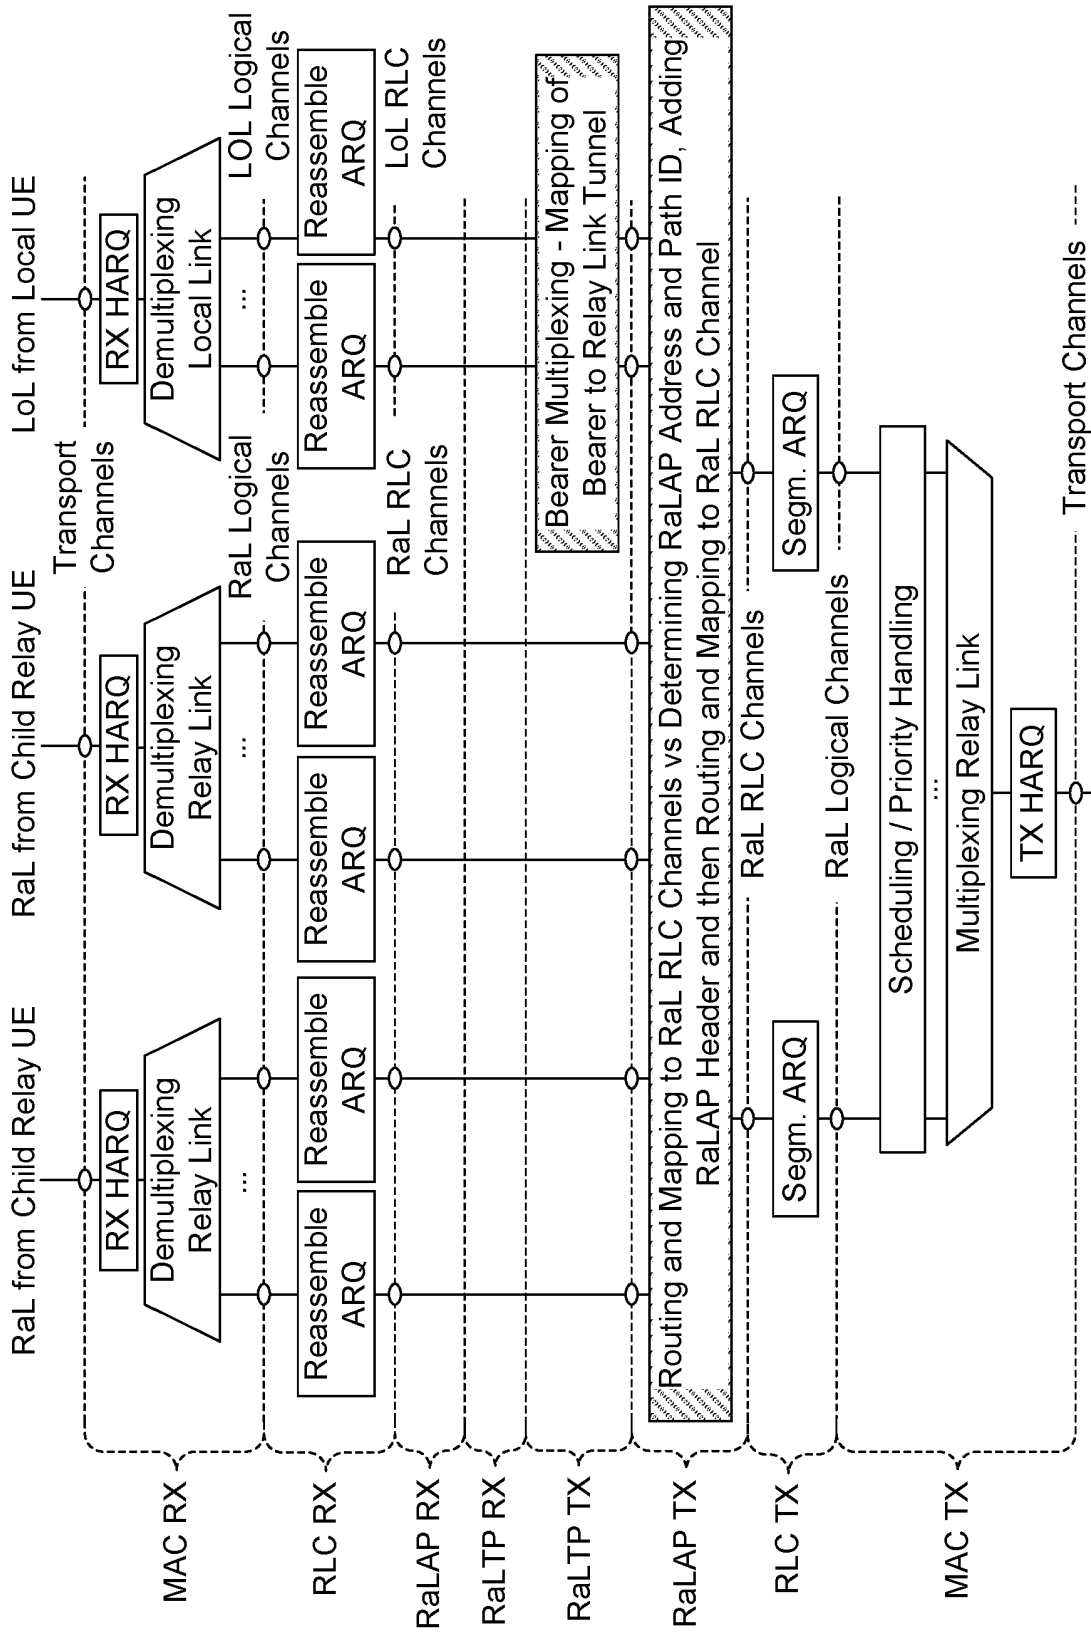 RaL from Child Relay UE
RaL from Child Relay UE
LoL from Local UE
Transport
Channels
RX HARQ
RX HARQ
RX HARQ
Demultiplexing
Relay Link
Demultiplexing
Relay Link
Demultiplexing
Local Link
MAC RX
...
...
...
RaL Logical
Channels
LOL Logical
Channels
Reassemble
ARQ
Reassemble
ARQ
Reassemble
ARQ
Reassemble
ARQ
Reassemble
ARQ
Reassemble
ARQ
RLC RX
RaL RLC
Channels
LoL RLC
Channels
RaLAP RX
RaLTP RX
RaLTP TX
Bearer Multiplexing - Mapping of
Bearer to Relay Link Tunnel
RaLAP TX
Routing and Mapping to RaL RLC Channels vs Determining RaLAP Address and Path ID, Adding
RaLAP Header and then Routing and Mapping to RaL RLC Channel
RaL RLC Channels
RLC TX
Segm. ARQ
Segm. ARQ
RaL Logical Channels
MAC TX
Scheduling / Priority Handling
...
Multiplexing Relay Link
TX HARQ
Transport Channels